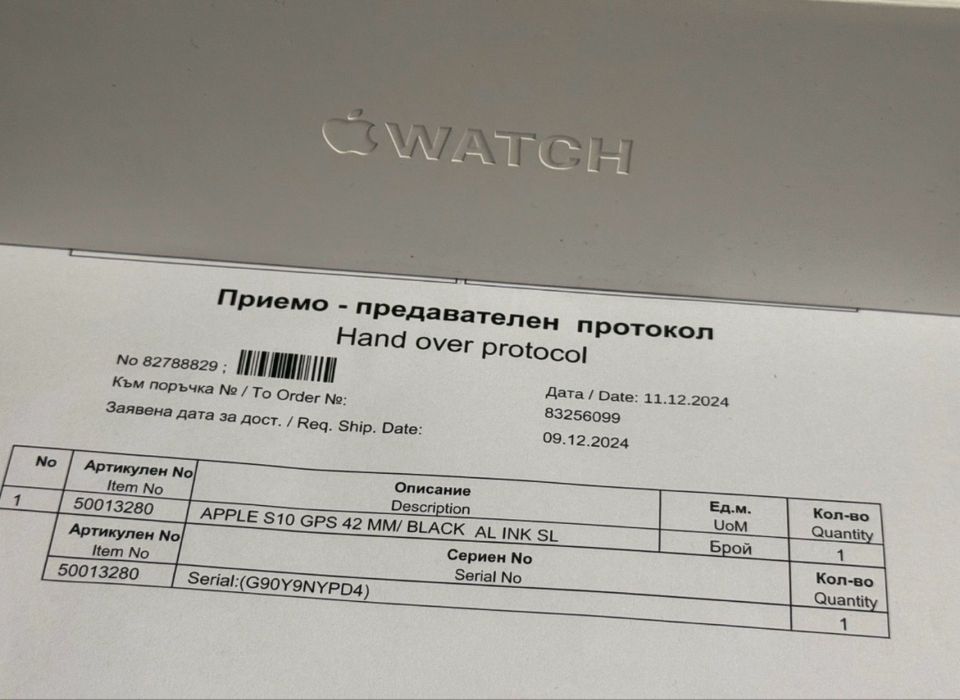 WATCH
Приемо - предавателен протокол
Hand over protocol
No 82788829 ;
Към поръчка № / To Order №:
Заявена дата за дост. / Req. Ship. Date:
Дата / Date: 11.12.2024
83256099
09.12.2024
No Артикулен No Описание Ед.м. Кол-во
Item No Description UoM Quantity
1 50013280 APPLE S10 GPS 42 MM/ BLACK AL INK SL Брой 1
Артикулен No Сериен No Кол-во
Item No Serial No Quantity
50013280 Serial:(G90Y9NYPD4) 1